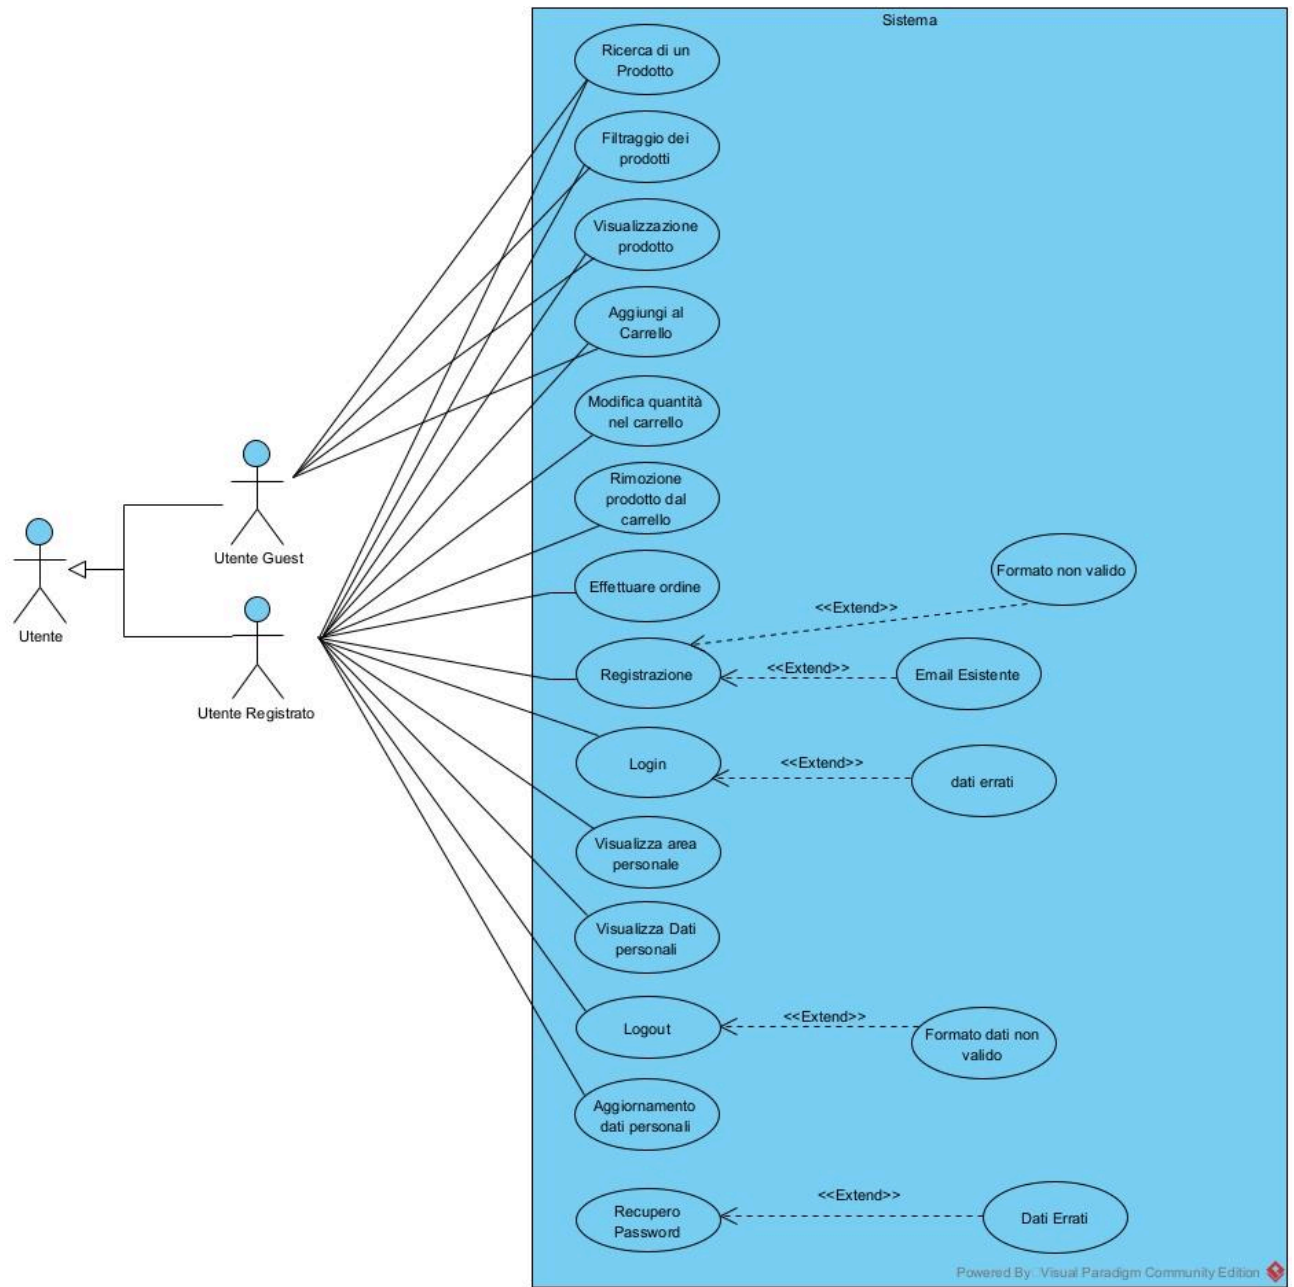 Sistema
Ricerca di un
Prodotto
Filtraggio dei
prodotti
Visualizzazione
prodotto
Aggiungi al
Carrello
Modifica quantità
nel carrello
Rimozione
prodotto dal
carrello
Utente Guest
Utente
Utente Registrato
Effettuare ordine
Formato non valido
<<Extend>>
Registrazione
<<Extend>>
Email Esistente
Login
<<Extend>>
dati errati
Visualizza area
personale
Visualizza Dati
personali
Logout
<<Extend>>
Formato dati non
valido
Aggiornamento
dati personali
Recupero
Password
<<Extend>>
Dati Errati
Powered By Visual Paradigm Community Edition